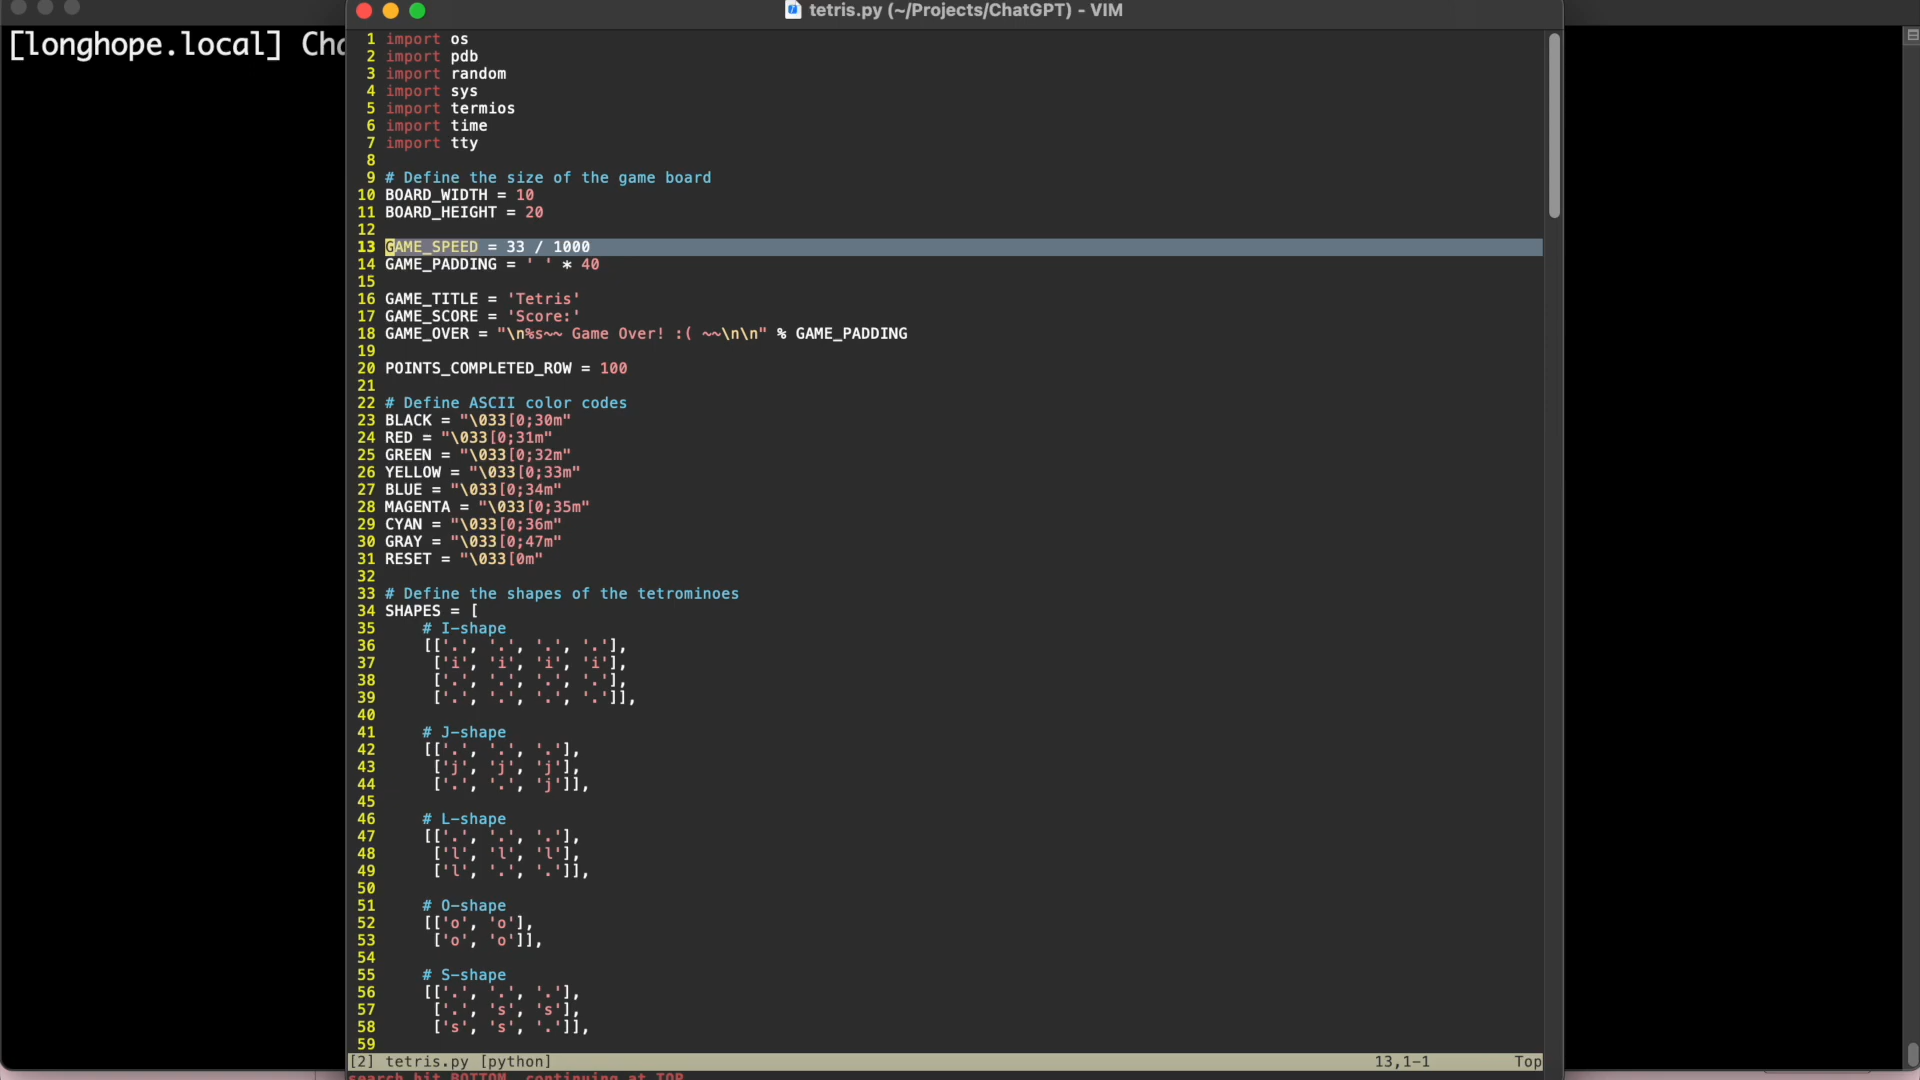 tetris.py (~/Projects/ChatGPT) - VIM
[longhope.local] Cha
1 import os
2 import pdb
3 import random
4 import sys
5 import termios
6 import time
7 import tty
8
9 # Define the size of the game board
10 BOARD_WIDTH = 10
11 BOARD_HEIGHT = 20
12
13 GAME_SPEED = 33 / 1000
14 GAME_PADDING = ' ' * 40
15
16 GAME_TITLE = 'Tetris'
17 GAME_SCORE = 'Score:'
18 GAME_OVER = "\n%s~~ Game Over! :( ~~\n\n" % GAME_PADDING
19
20 POINTS_COMPLETED_ROW = 100
21
22 # Define ASCII color codes
23 BLACK = "\033[0;30m"
24 RED = "\033[0;31m"
25 GREEN = "\033[0;32m"
26 YELLOW = "\033[0;33m"
27 BLUE = "\033[0;34m"
28 MAGENTA = "\033[0;35m"
29 CYAN = "\033[0;36m"
30 GRAY = "\033[0;47m"
31 RESET = "\033[0m"
32
33 # Define the shapes of the tetrominoes
34 SHAPES = [
35 # I-shape
36 [['.', '.', '.', '.'],
37 ['i', 'i', 'i', 'i'],
38 ['.', '.', '.', '.'],
39 ['.', '.', '.', '.']],
40
41 # J-shape
42 [['.', '.', '.'],
43 ['j', 'j', 'j'],
44 ['.', '.', 'j']],
45
46 # L-shape
47 [['.', '.', '.'],
48 ['l', 'l', 'l'],
49 ['l', '.', '.']],
50
51 # O-shape
52 [['o', 'o'],
53 ['o', 'o']],
54
55 # S-shape
56 [['.', '.', '.'],
57 ['.', 's', 's'],
58 ['s', 's', '.']],
59
[2] tetris.py [python] 13,1-1 Top
search hit BOTTOM, continuing at TOP